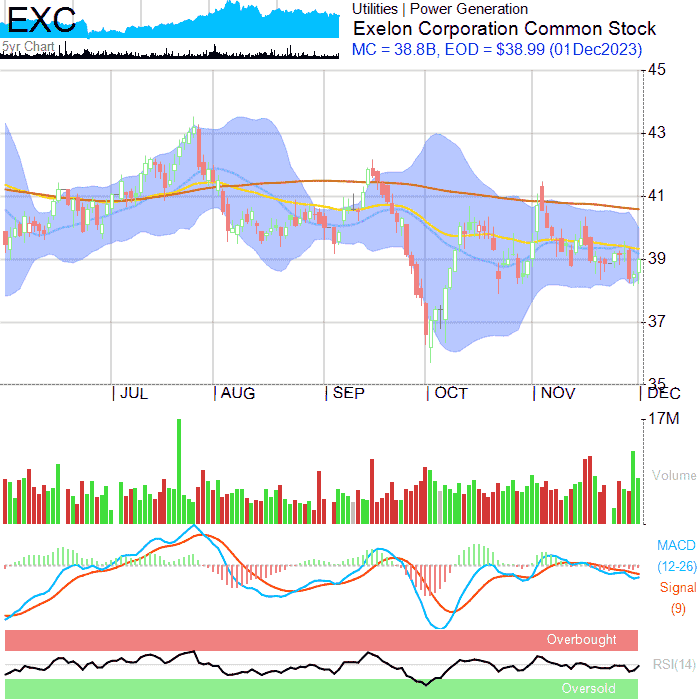 EXC
5yr Chart
Utilities | Power Generation
Exelon Corporation Common Stock
MC = 38.8B, EOD = $38.99 (01Dec2023)
45
43
41
39
37
35
| JUL | AUG | SEP | OCT | NOV | DEC
17M
Volume
MACD
(12-26)
Signal
(9)
Overbought
RSI(14)
Oversold